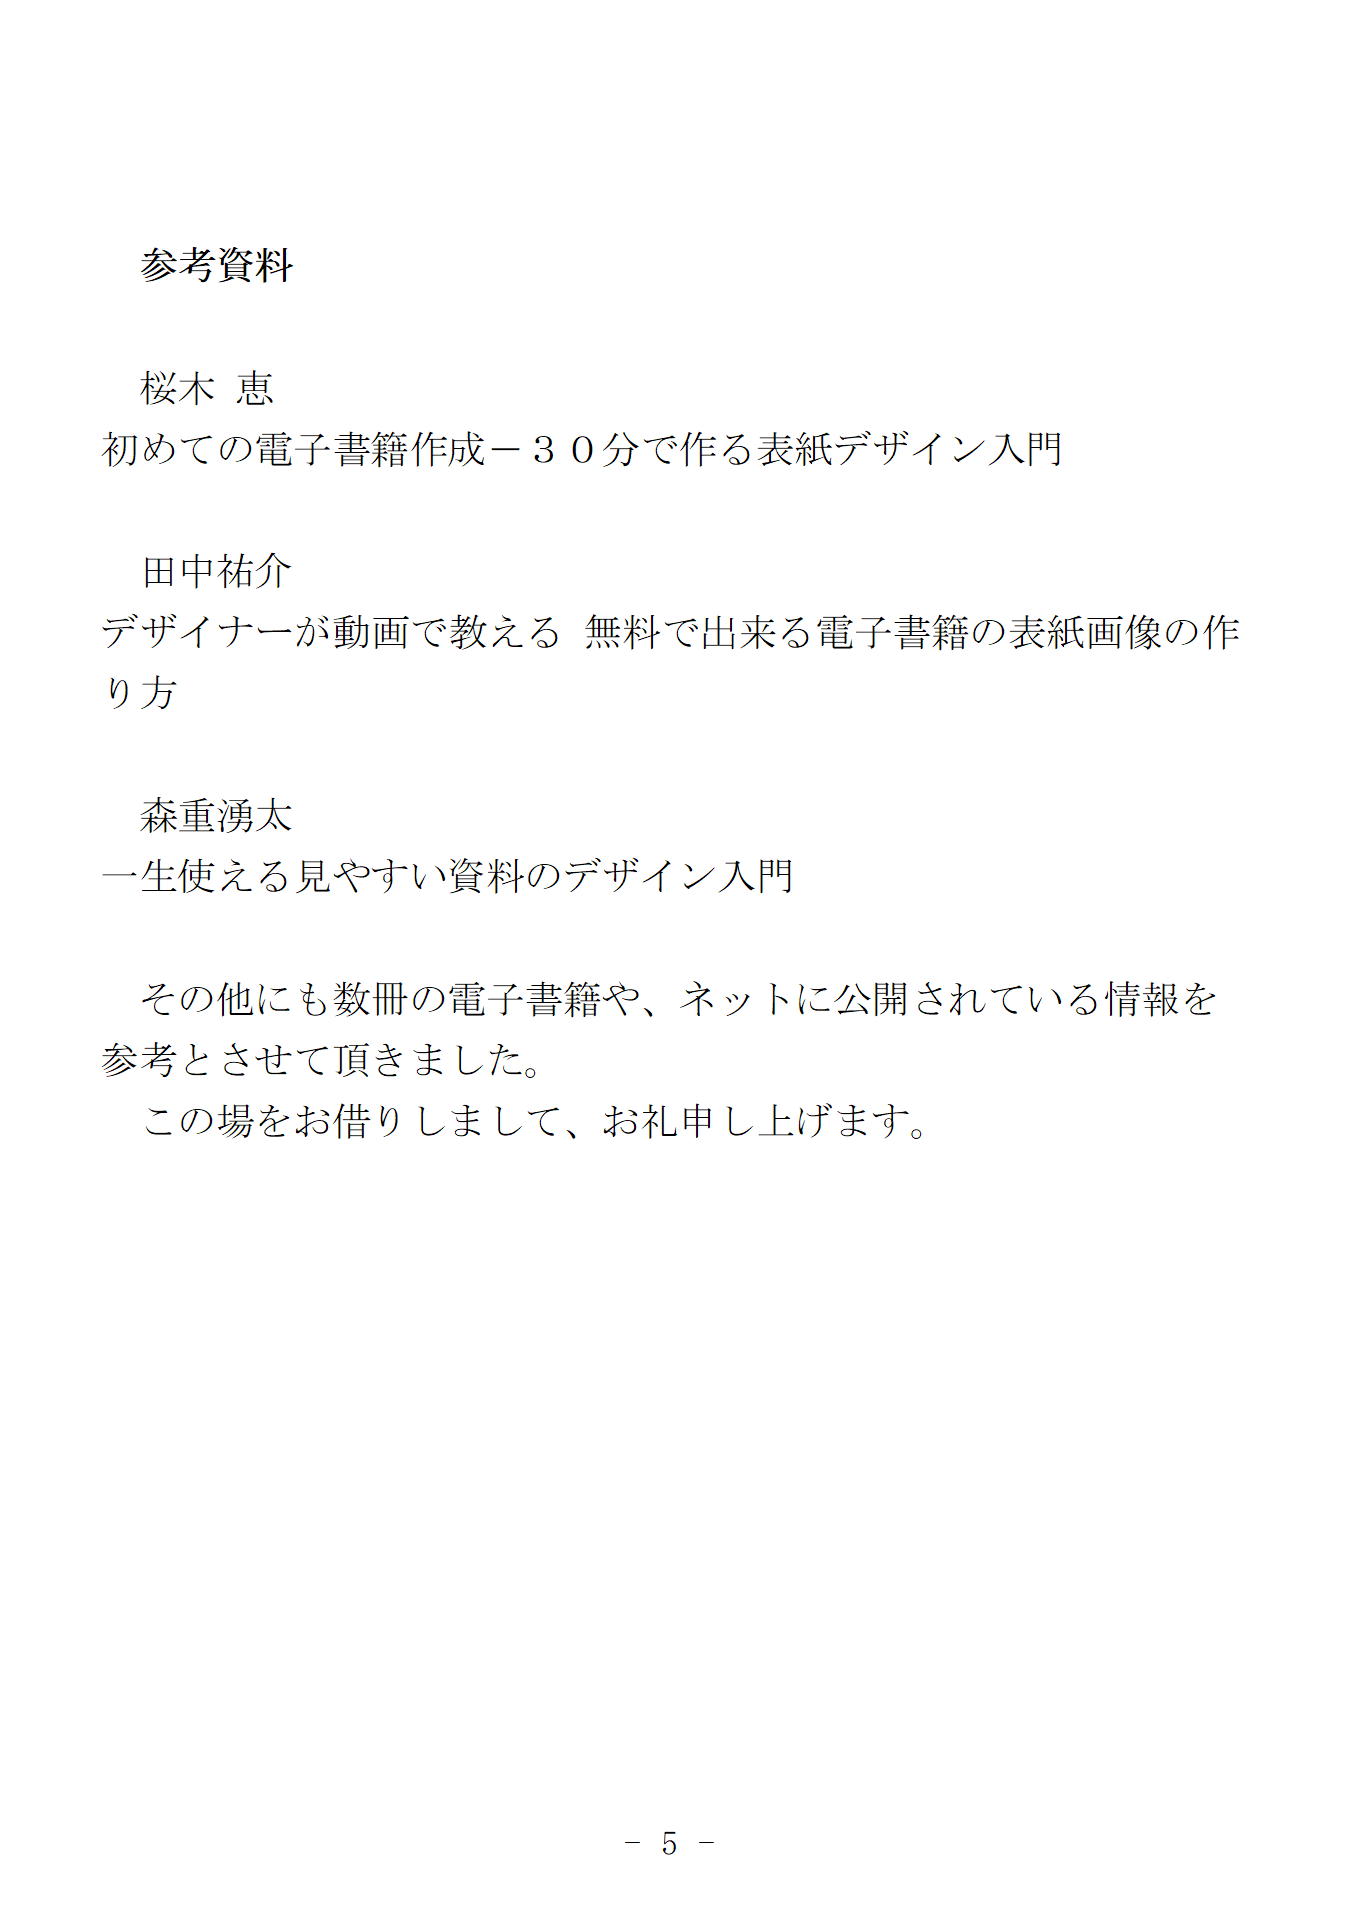 参考資料
桜木 恵
初めての電子書籍作成－３０分で作る表紙デザイン入門
田中祐介
デザイナーが動画で教える 無料で出来る電子書籍の表紙画像の作
り方
森重湧太
一生使える見やすい資料のデザイン入門
その他にも数冊の電子書籍や、ネットに公開されている情報を
参考とさせて頂きました。
この場をお借りしまして、お礼申し上げます。
- 5 -